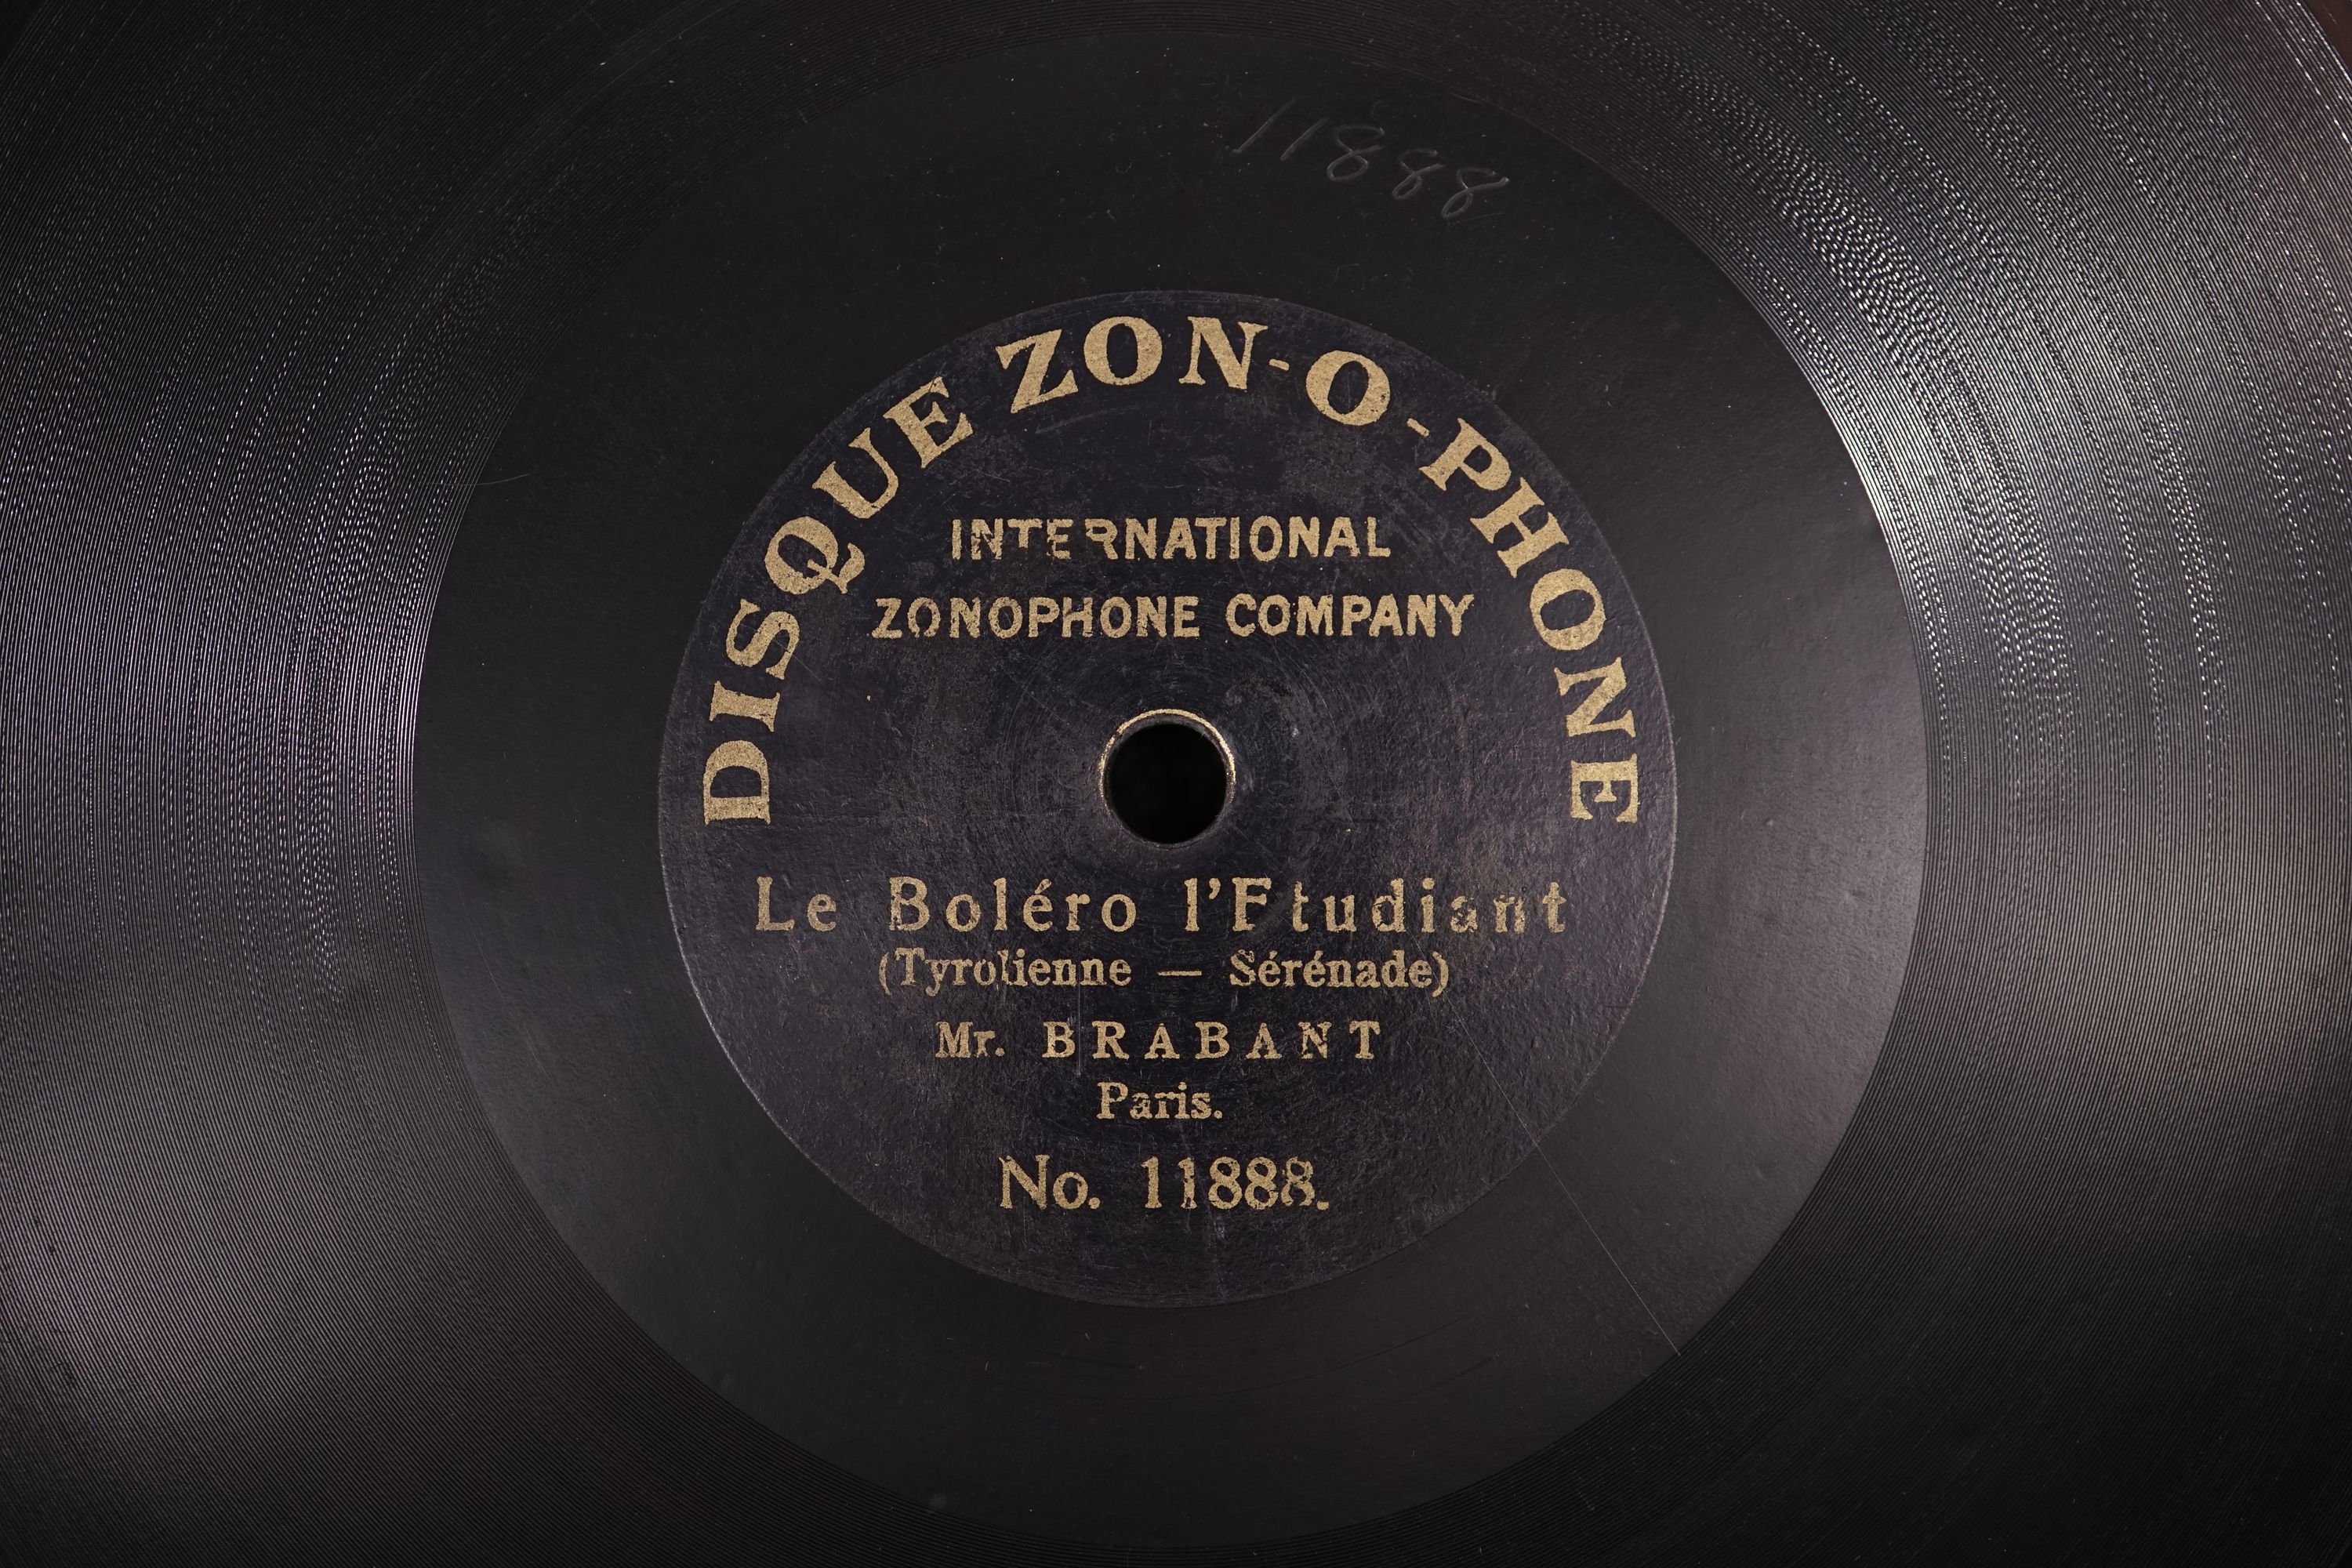 11888
DISQUE ZON-O-PHONE
INTERNATIONAL
ZONOPHONE COMPANY
Le Boléro l'Etudiant
(Tyrolienne — Sérénade)
Mr. BRABANT
Paris.
No. 11888.